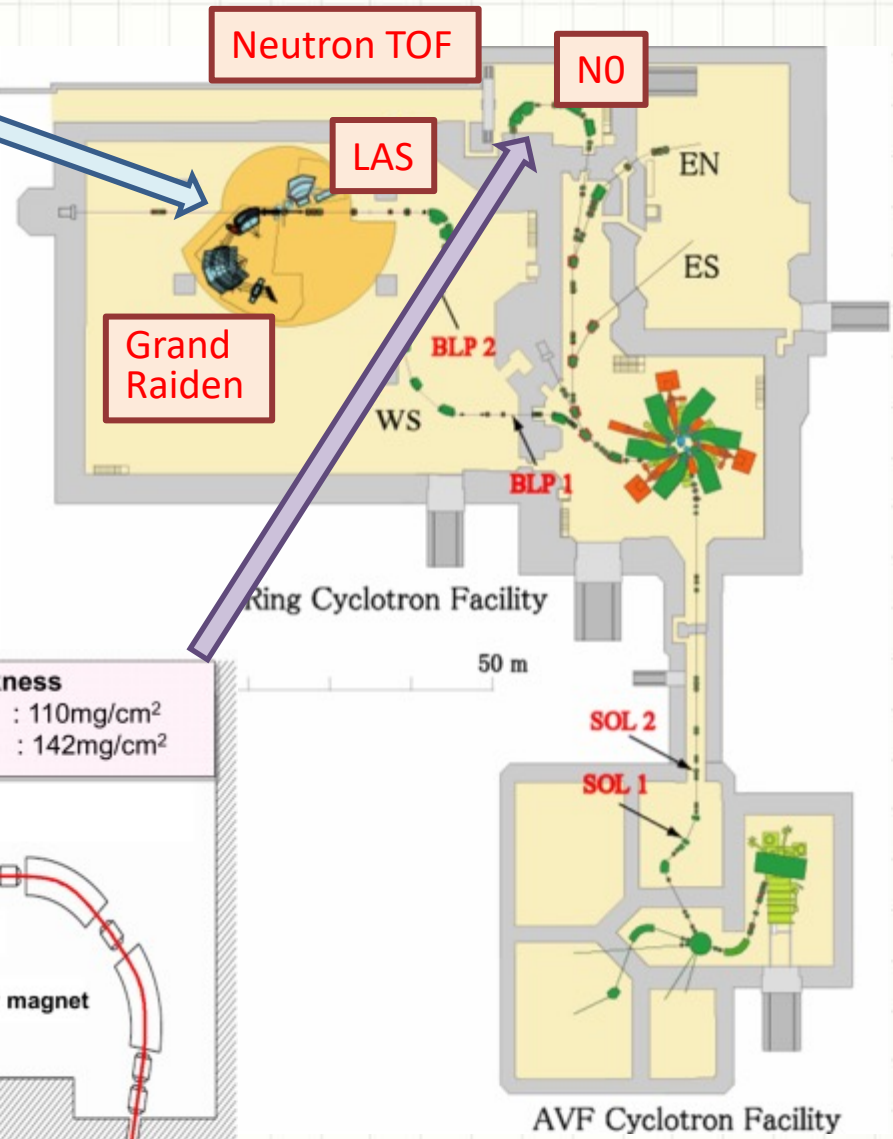 Neutron TOF
N0
LAS
EN
ES
Grand
Raiden
BLP 2
WS
BLP 1
Ring Cyclotron Facility
50 m
ness
: 110mg/cm²
: 142mg/cm²
SOL 2
SOL 1
magnet
AVF Cyclotron Facility